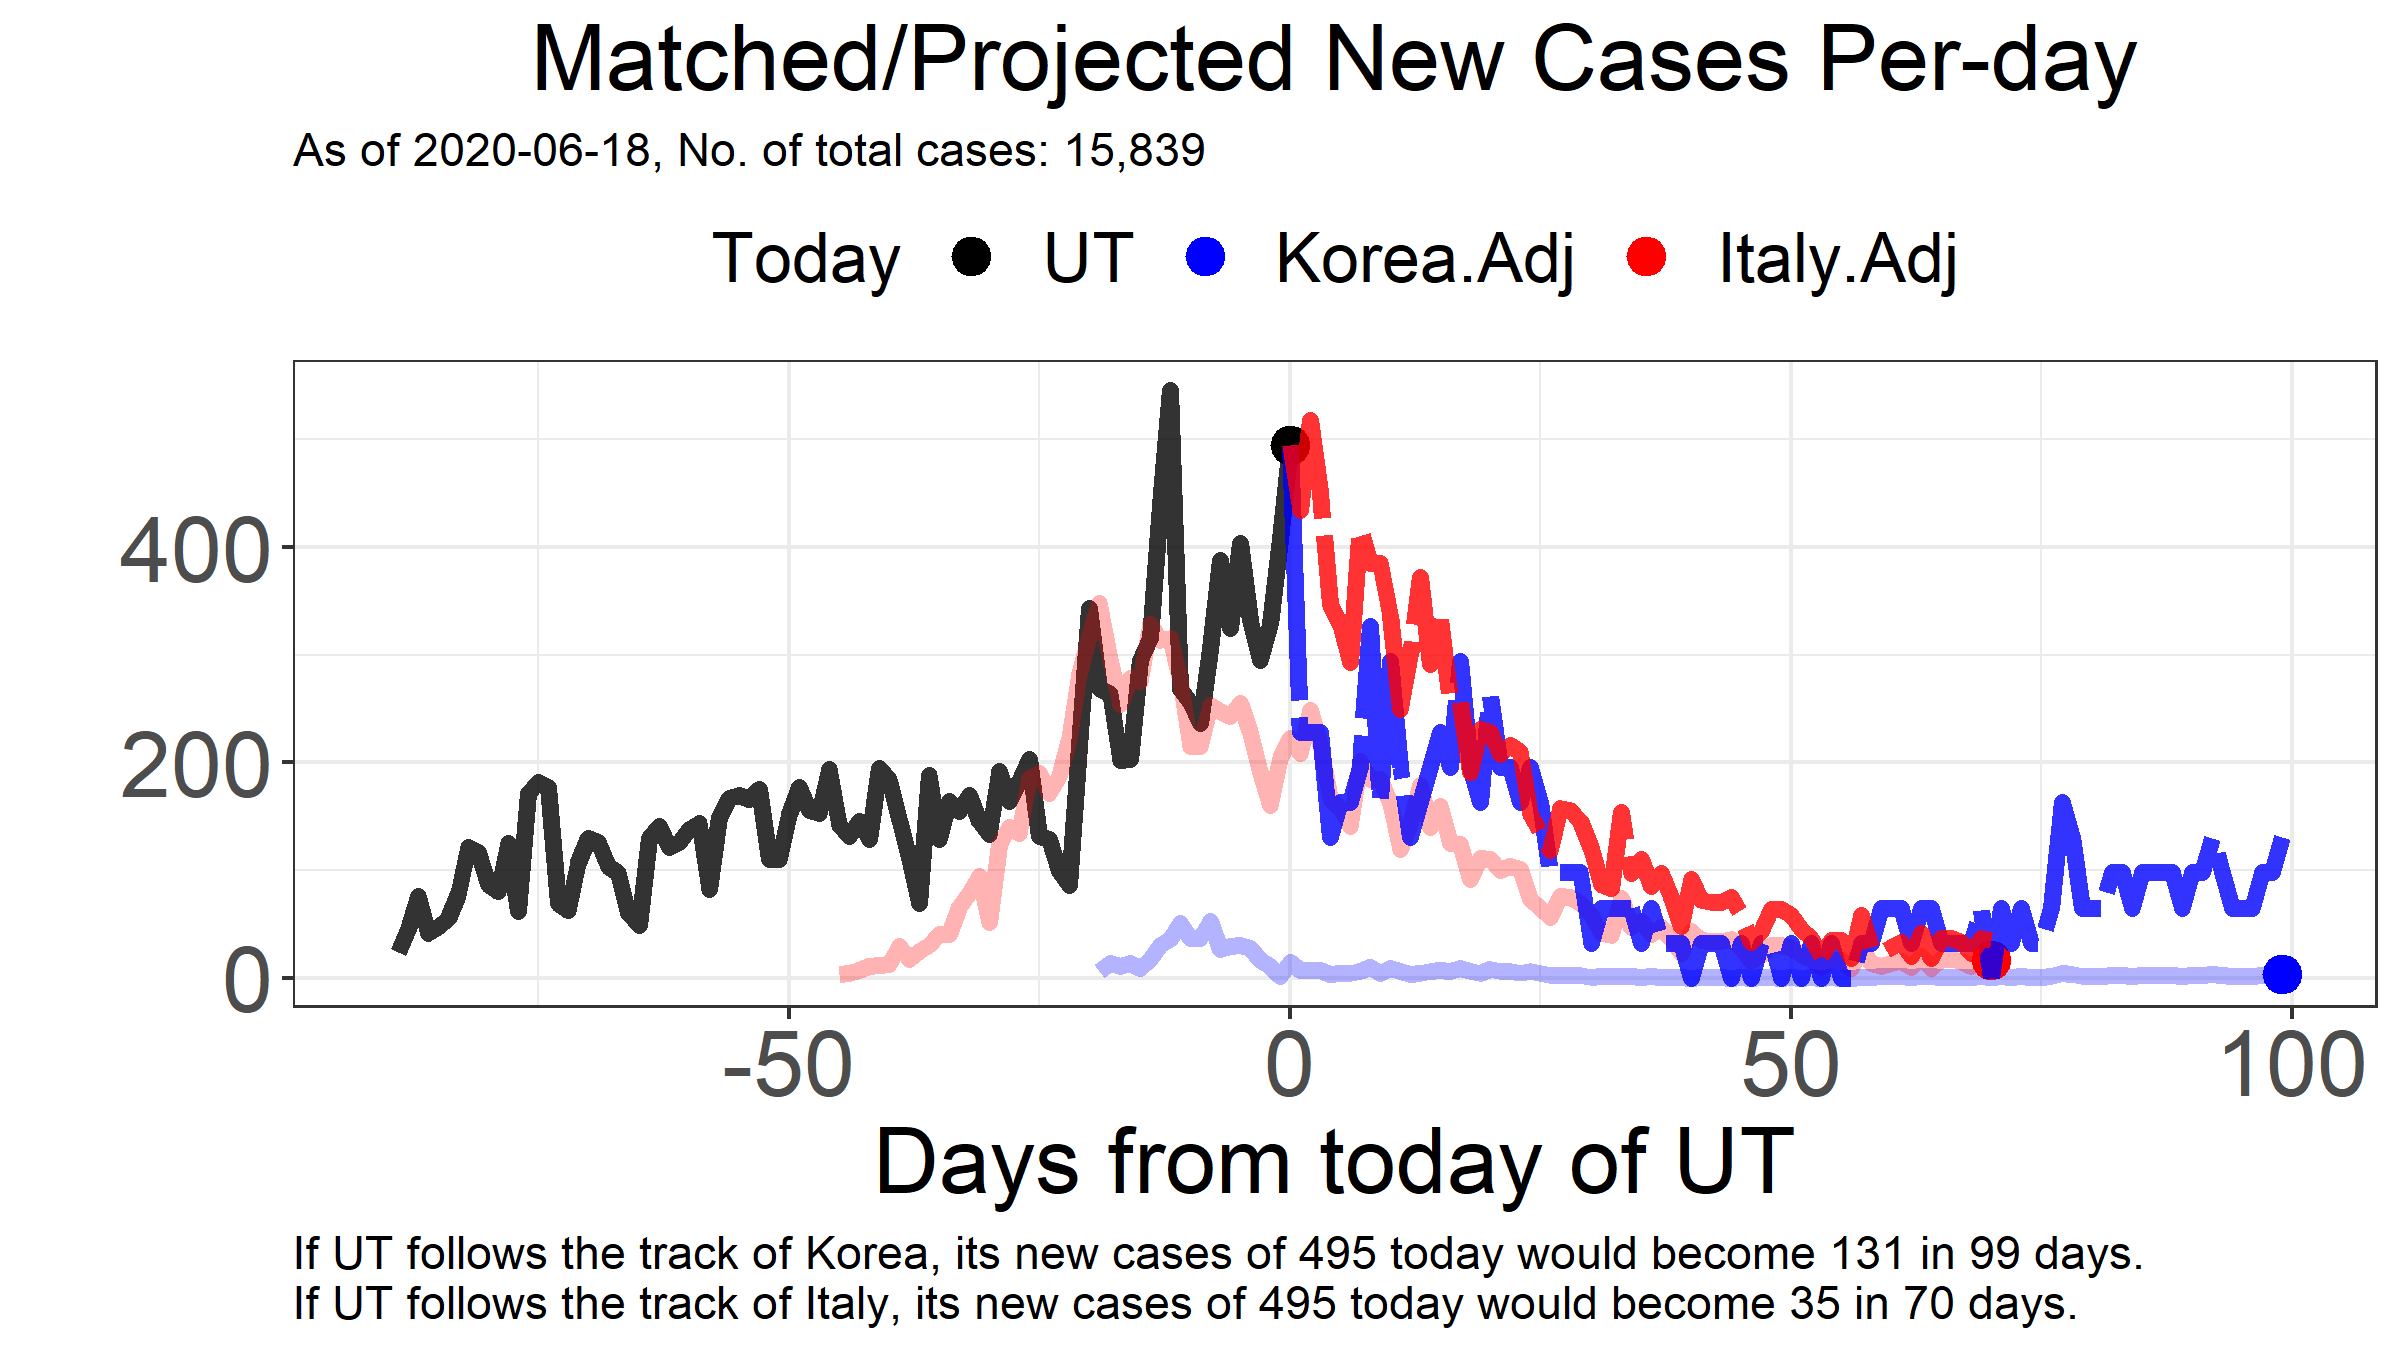 Matched/Projected New Cases Per-day
As of 2020-06-18, No. of total cases: 15,839
Today UT Korea.Adj Italy.Adj
400
200
0
-50 0 50 100
Days from today of UT
If UT follows the track of Korea, its new cases of 495 today would become 131 in 99 days.
If UT follows the track of Italy, its new cases of 495 today would become 35 in 70 days.